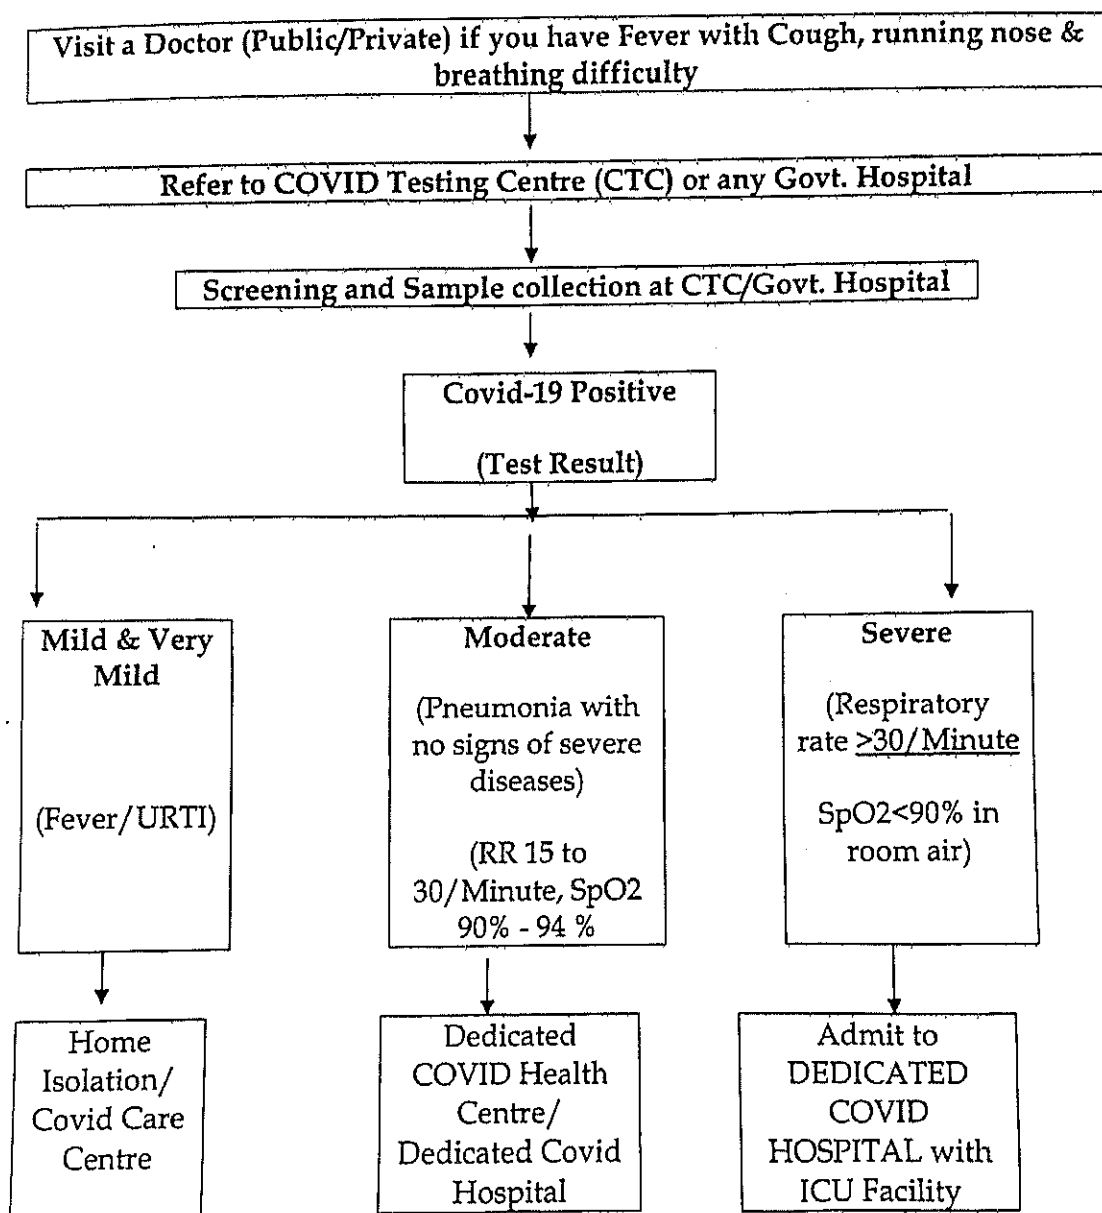 Visit a Doctor (Public/Private) if you have Fever with Cough, running nose &
breathing difficulty
Refer to COVID Testing Centre (CTC) or any Govt. Hospital
Screening and Sample collection at CTC/Govt. Hospital
Covid-19 Positive
(Test Result)
Mild & Very
Mild
(Fever/URTI)
Moderate
(Pneumonia with
no signs of severe
diseases)
(RR 15 to
30/Minute, SpO2
90% - 94 %
Severe
(Respiratory
rate >30/Minute
SpO2<90% in
room air)
Home
Isolation/
Covid Care
Centre
Dedicated
COVID Health
Centre/
Dedicated Covid
Hospital
Admit to
DEDICATED
COVID
HOSPITAL with
ICU Facility